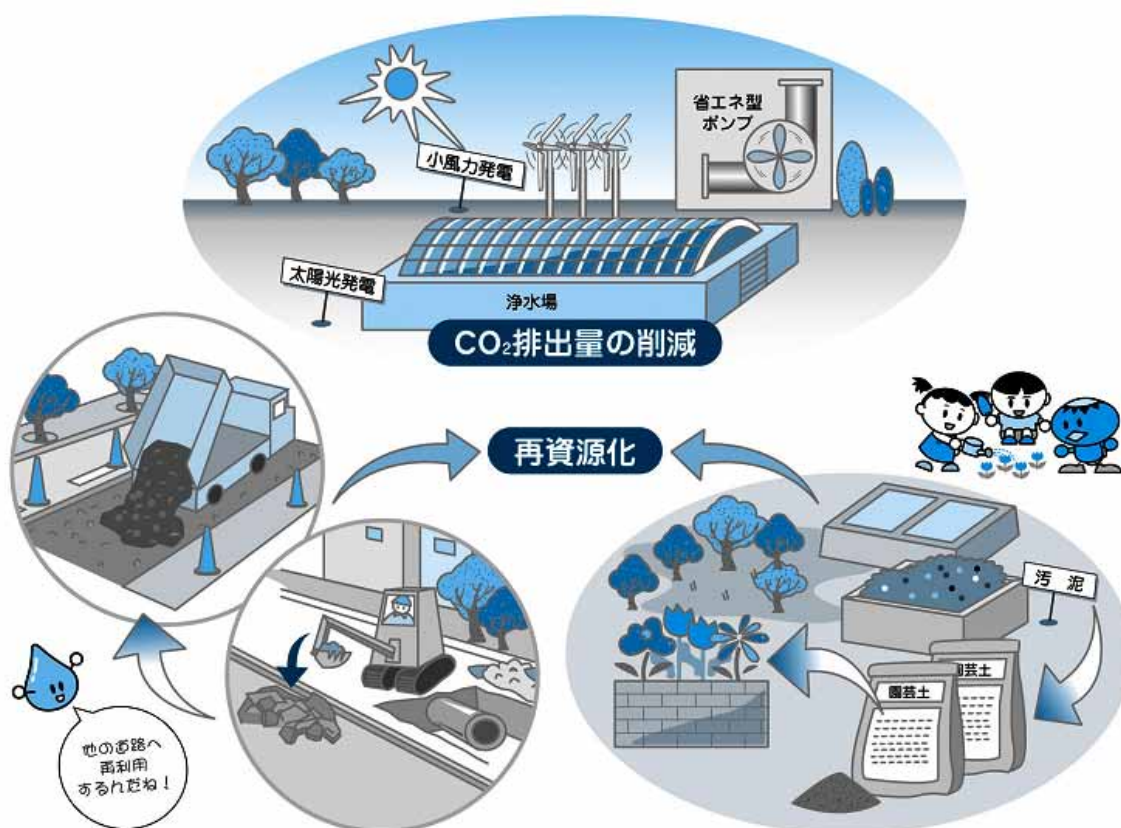 省エネ型
ポンプ
小風力発電
太陽光発電
浄水場
CO₂排出量の削減
再資源化
汚泥
園芸土
園芸土
他の道路へ
再利用
するんだね！